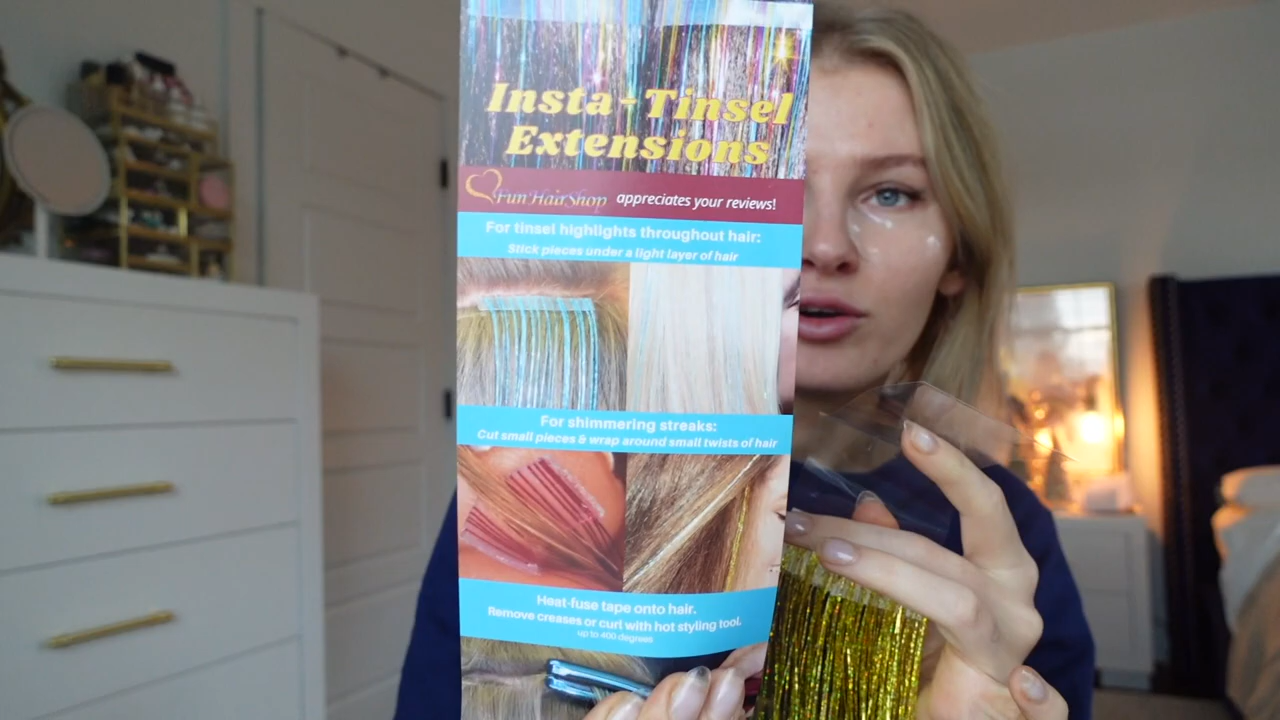 Insta-Tinsel
Extensions
Fun Hair Shop appreciates your reviews!
For tinsel highlights throughout hair:
Stick pieces under a light layer of hair
For shimmering streaks:
Cut small pieces & wrap around small twists of hair
Heat-fuse tape onto hair.
Remove creases or curl with hot styling tool.
up to 400 degrees